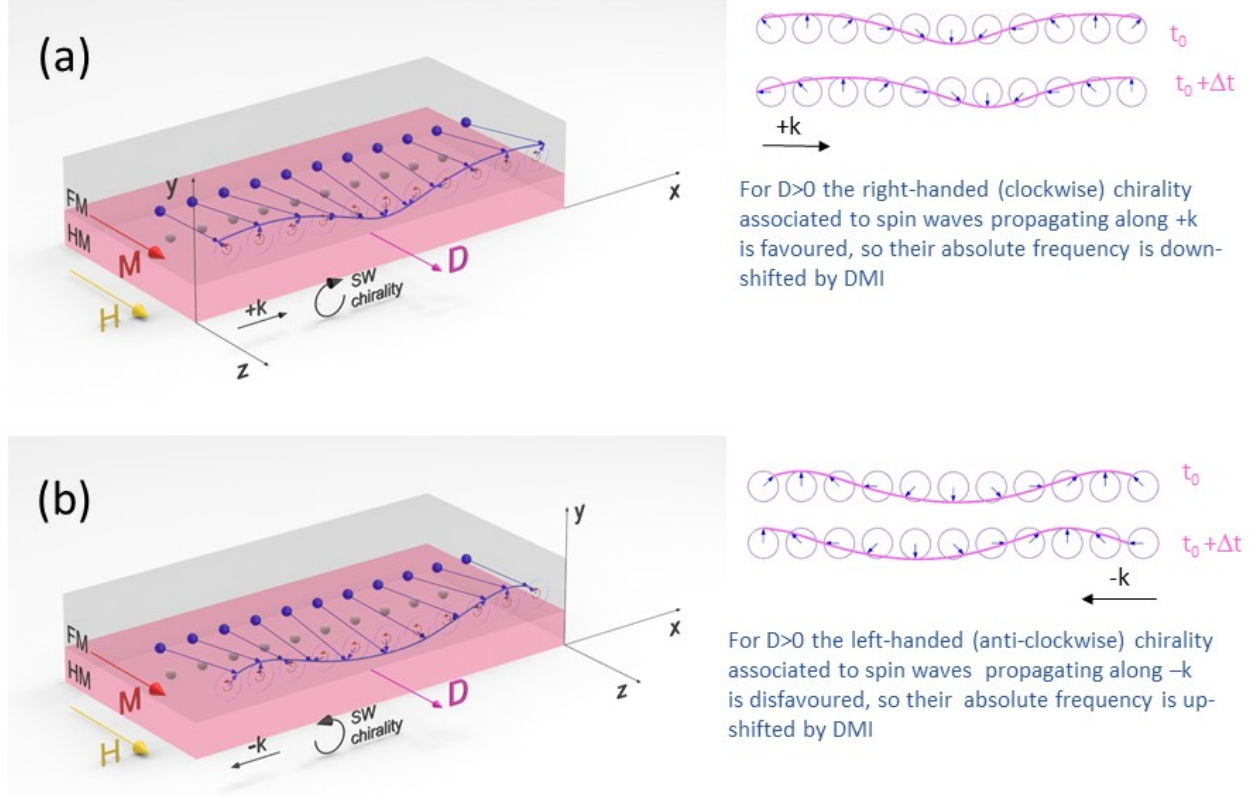 (a)
y
x
FM
HM
M
D
H
+k
SW
chirality
z
t0
t0 +Δt
+k
For D>0 the right-handed (clockwise) chirality
associated to spin waves propagating along +k
is favoured, so their absolute frequency is down-
shifted by DMI
(b)
y
x
FM
HM
M
D
H
-k
SW
chirality
z
t0
t0 +Δt
-k
For D>0 the left-handed (anti-clockwise) chirality
associated to spin waves propagating along –k
is disfavoured, so their absolute frequency is up-
shifted by DMI